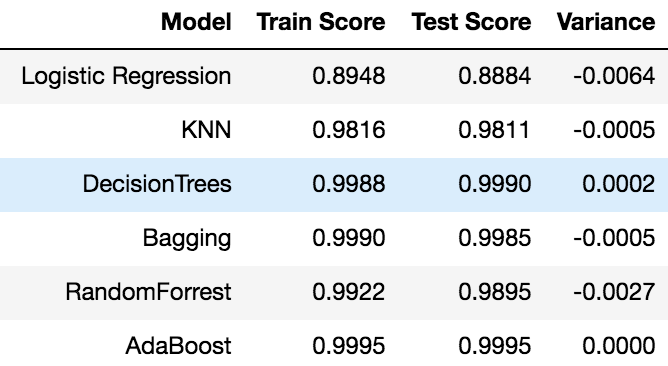 Model Train Score Test Score Variance
Logistic Regression 0.8948 0.8884 -0.0064
KNN 0.9816 0.9811 -0.0005
DecisionTrees 0.9988 0.9990 0.0002
Bagging 0.9990 0.9985 -0.0005
RandomForrest 0.9922 0.9895 -0.0027
AdaBoost 0.9995 0.9995 0.0000